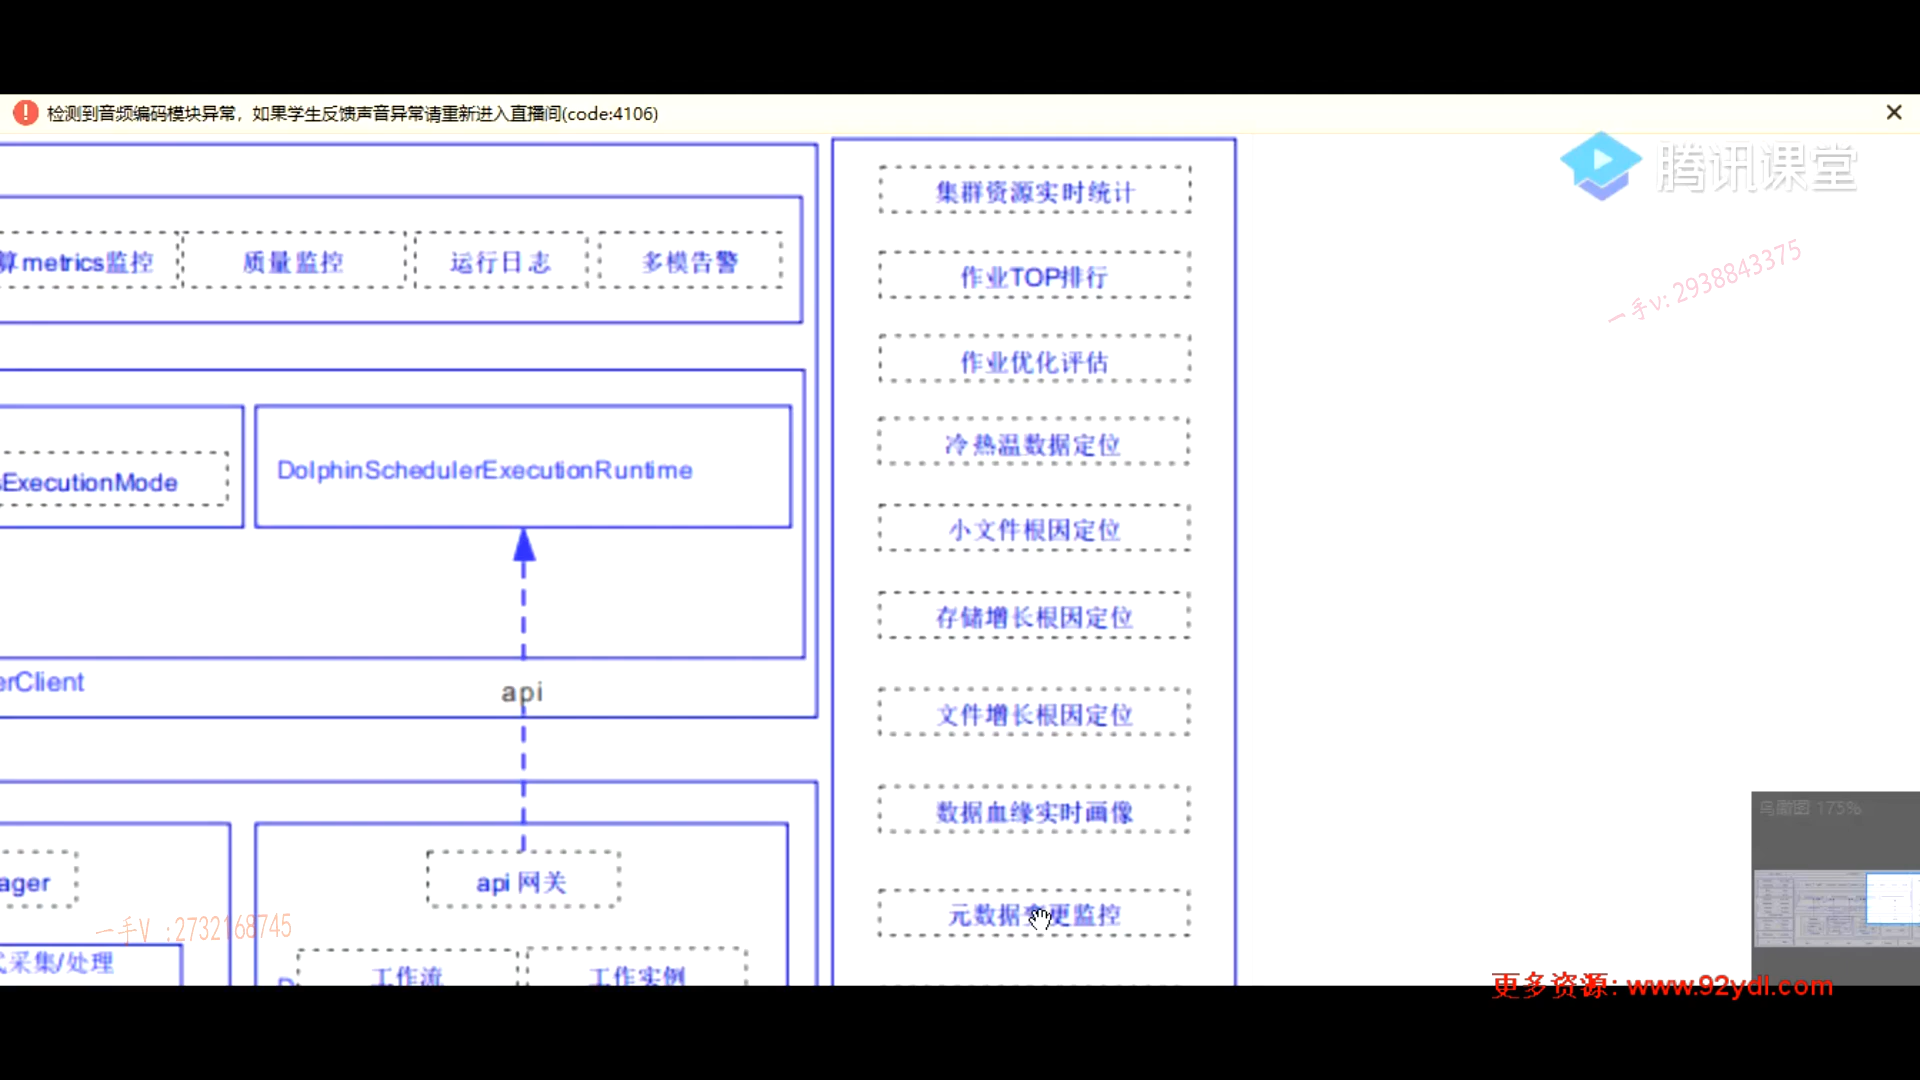 检测到音频编码模块异常，如果学生反馈声音异常请重新进入直播间(code:4106)
腾讯课堂
集群资源实时统计
算metrics监控
质量监控
运行日志
多模告警
作业TOP排行
一手v: 2938843375
作业优化评估
冷热温数据定位
sExecutionMode
DolphinSchedulerExecutionRuntime
小文件根因定位
存储增长根因定位
erClient
api
文件增长根因定位
数据血缘实时画像
鸟瞰图 175%
ager
api 网关
元数据变更监控
一手V :2732168745
式采集/处理
工作流
工作实例
更多资源: www.92ydl.com